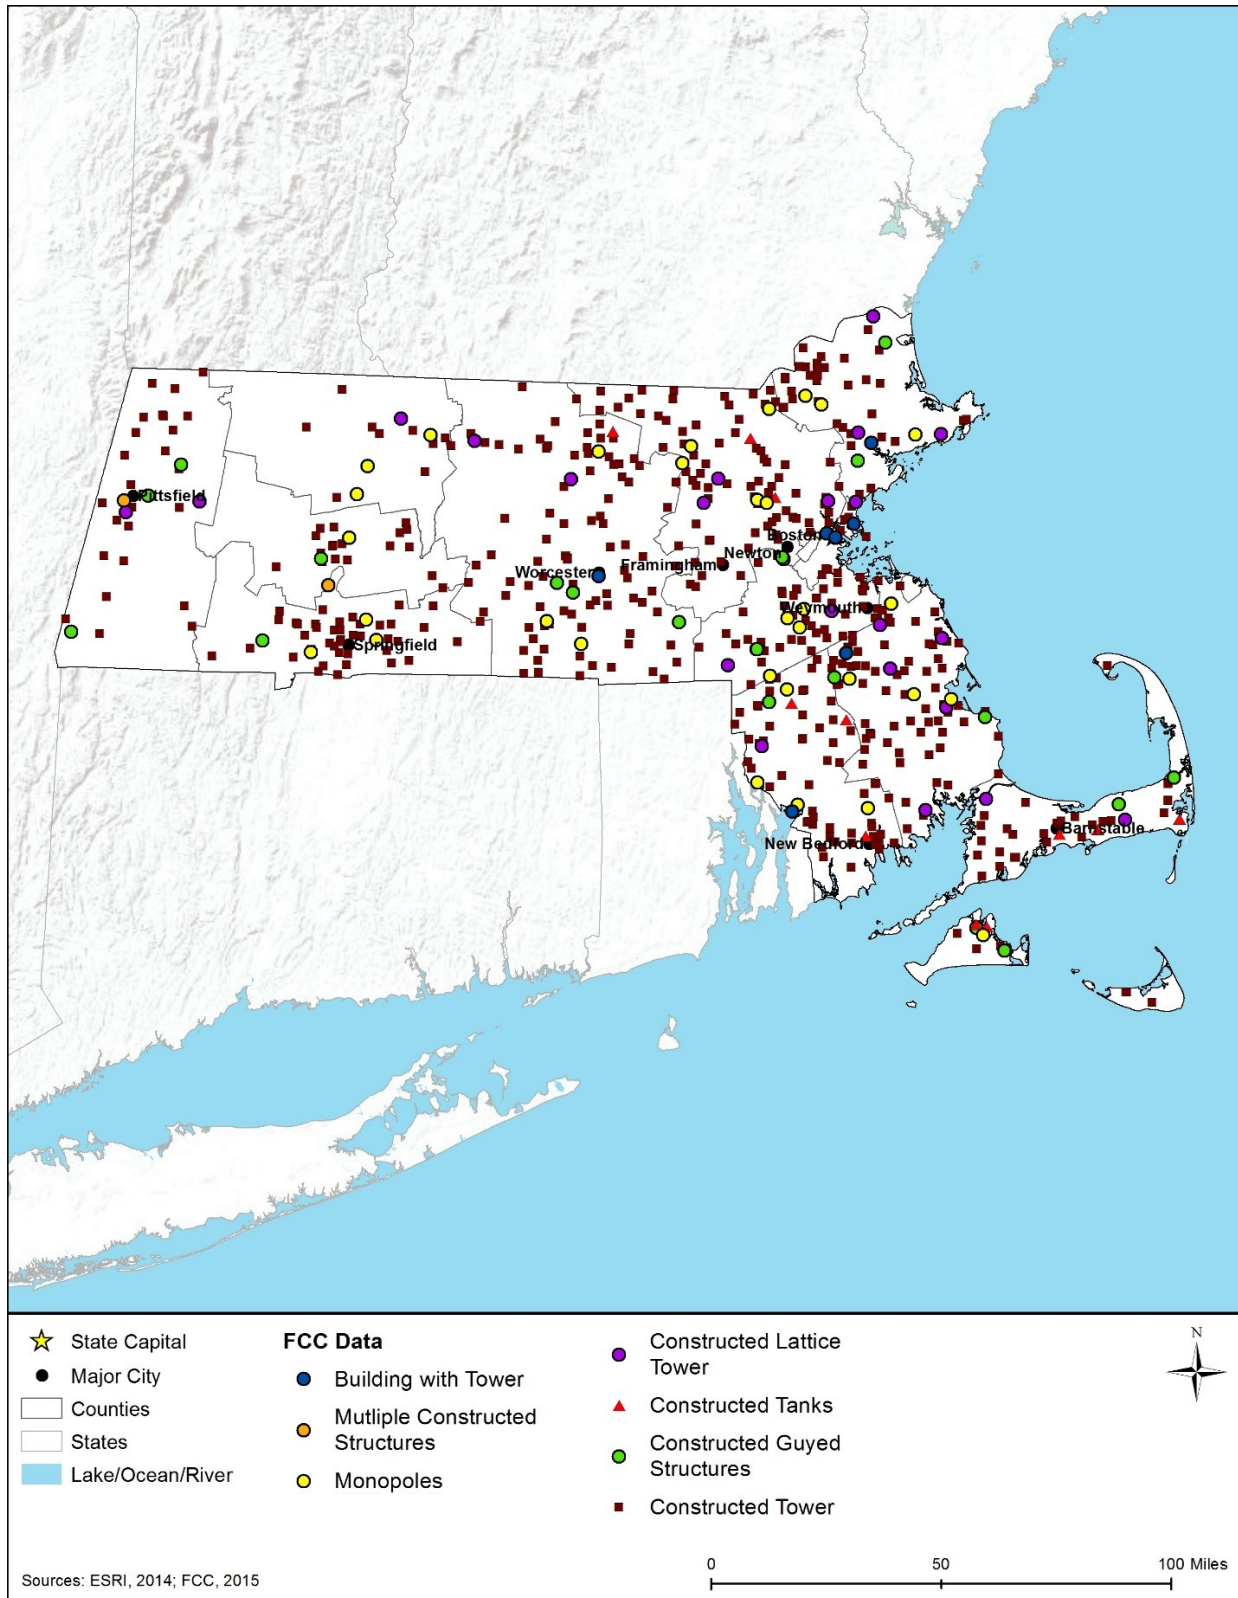 Pittsfield
Boston
Newton
Framingham
Worcester
Weymouth
Springfield
Barnstable
New Bedford
State Capital
Major City
Counties
States
Lake/Ocean/River
FCC Data
Building with Tower
Mutliple Constructed
Structures
Monopoles
Constructed Lattice
Tower
Constructed Tanks
Constructed Guyed
Structures
Constructed Tower
N
0 50 100 Miles
Sources: ESRI, 2014; FCC, 2015